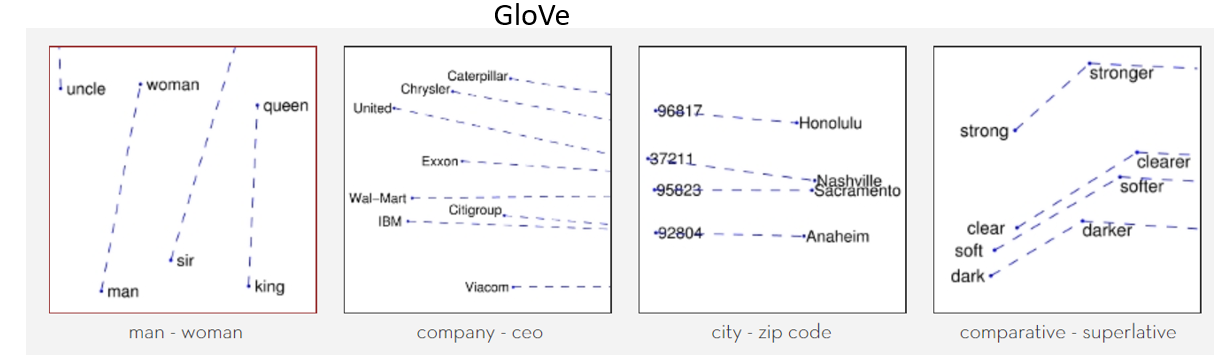 GloVe
uncle
woman
queen
sir
man
king
man - woman
Caterpillar
Chrysler
United
Exxon
Wal-Mart
Citigroup
IBM
Viacom
company - ceo
96817
Honolulu
37211
Nashville
95823
Sacramento
92804
Anaheim
city - zip code
stronger
strong
clearer
softer
clear
darker
soft
dark
comparative - superlative